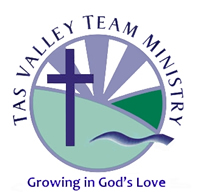 TAS VALLEY TEAM MINISTRY
Growing in God's Love